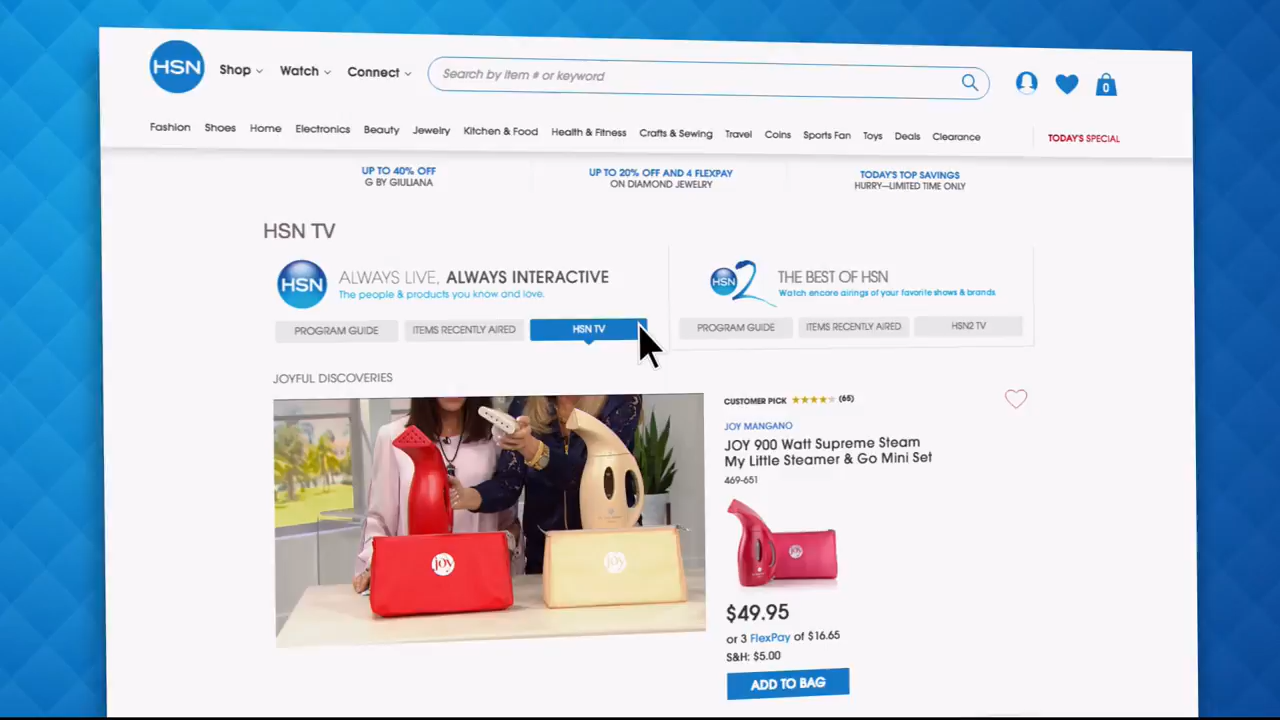 HSN
Shop
Watch
Connect
Search by item # or keyword
0
Fashion
Shoes
Home
Electronics
Beauty
Jewelry
Kitchen & Food
Health & Fitness
Crafts & Sewing
Travel
Coins
Sports Fan
Toys
Deals
Clearance
TODAY'S SPECIAL
UP TO 40% OFF
G BY GIULIANA
UP TO 20% OFF AND 4 FLEXPAY
ON DIAMOND JEWELRY
TODAY'S TOP SAVINGS
HURRY—LIMITED TIME ONLY
HSN TV
HSN
ALWAYS LIVE, ALWAYS INTERACTIVE
The people & products you know and love.
PROGRAM GUIDE
ITEMS RECENTLY AIRED
HSN TV
HSN2
THE BEST OF HSN
Watch encore airings of your favorite shows & brands
PROGRAM GUIDE
ITEMS RECENTLY AIRED
HSN2 TV
JOYFUL DISCOVERIES
joy
joy
CUSTOMER PICK
(65)
JOY MANGANO
JOY 900 Watt Supreme Steam
My Little Steamer & Go Mini Set
469-651
joy
$49.95
or 3 FlexPay of $16.65
S&H: $5.00
ADD TO BAG